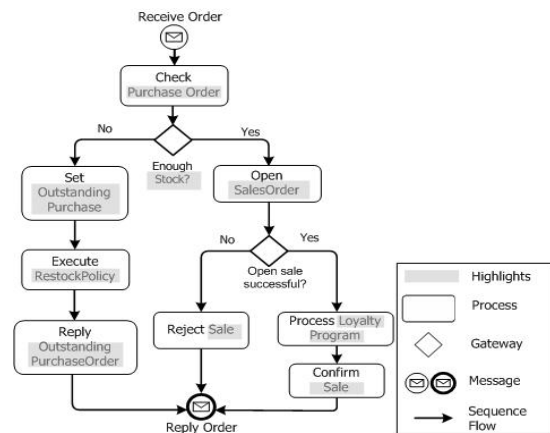 Receive Order
Check
Purchase Order
No
Yes
Enough
Stock?
Set
Outstanding
Purchase
Open
SalesOrder
Execute
RestockPolicy
No
Yes
Open sale
successful?
Reply
Outstanding
PurchaseOrder
Reject Sale
Process Loyalty
Program
Confirm
Sale
Reply Order
Highlights
Process
Gateway
Message
Sequence
Flow